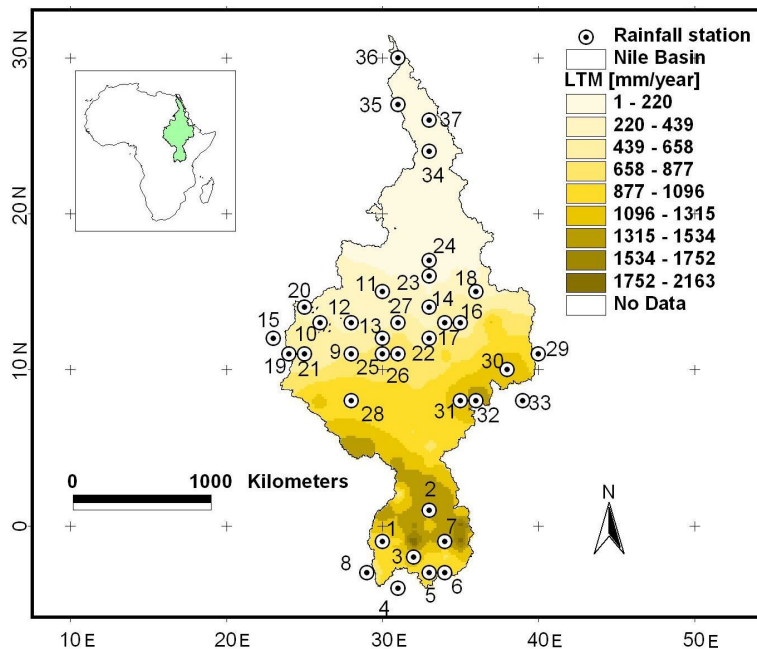 Rainfall station
Nile Basin
LTM [mm/year]
1 - 220
220 - 439
439 - 658
658 - 877
877 - 1096
1096 - 1315
1315 - 1534
1534 - 1752
1752 - 2163
No Data
30N
20N
10N
0
36
35
37
34
24
23
11
18
20
12
27
14
16
10
13
15
17
19
21
9
25
26
22
30
29
28
31
32
33
0 1000 Kilometers
N
2
1
7
3
8
4
5
6
10 E
20 E
30 E
40 E
50 E